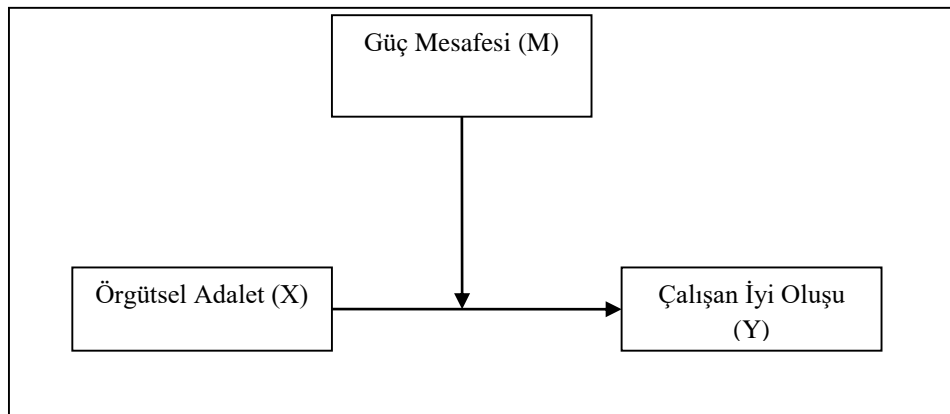 Güç Mesafesi (M)
Örgütsel Adalet (X)
Çalışan İyi Oluşu
(Y)